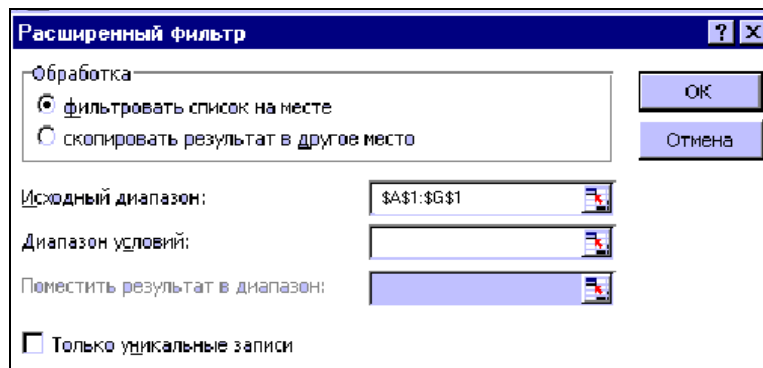 Расширенный фильтр
Обработка
фильтровать список на месте
скопировать результат в другое место
ОК
Отмена
Исходный диапазон: $A$1:$G$1
Диапазон условий:
Поместить результат в диапазон:
Только уникальные записи